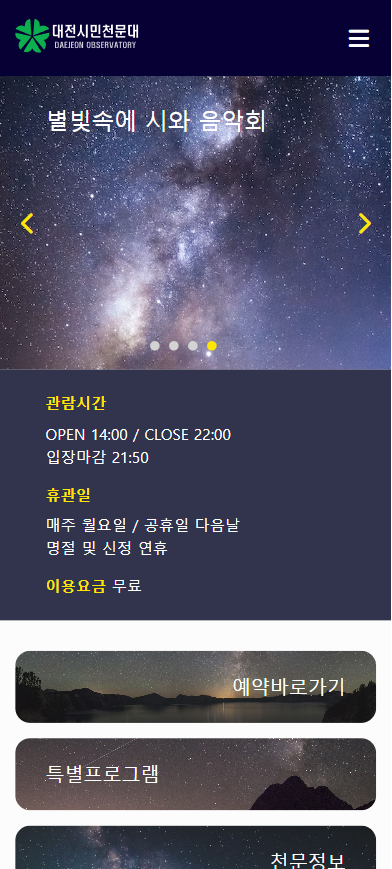 대전시민천문대
DAEJEON OBSERVATORY
별빛속에 시와 음악회
관람시간
OPEN 14:00 / CLOSE 22:00
입장마감 21:50
휴관일
매주 월요일 / 공휴일 다음날
명절 및 신정 연휴
이용요금 무료
예약바로가기
특별프로그램
천문정보